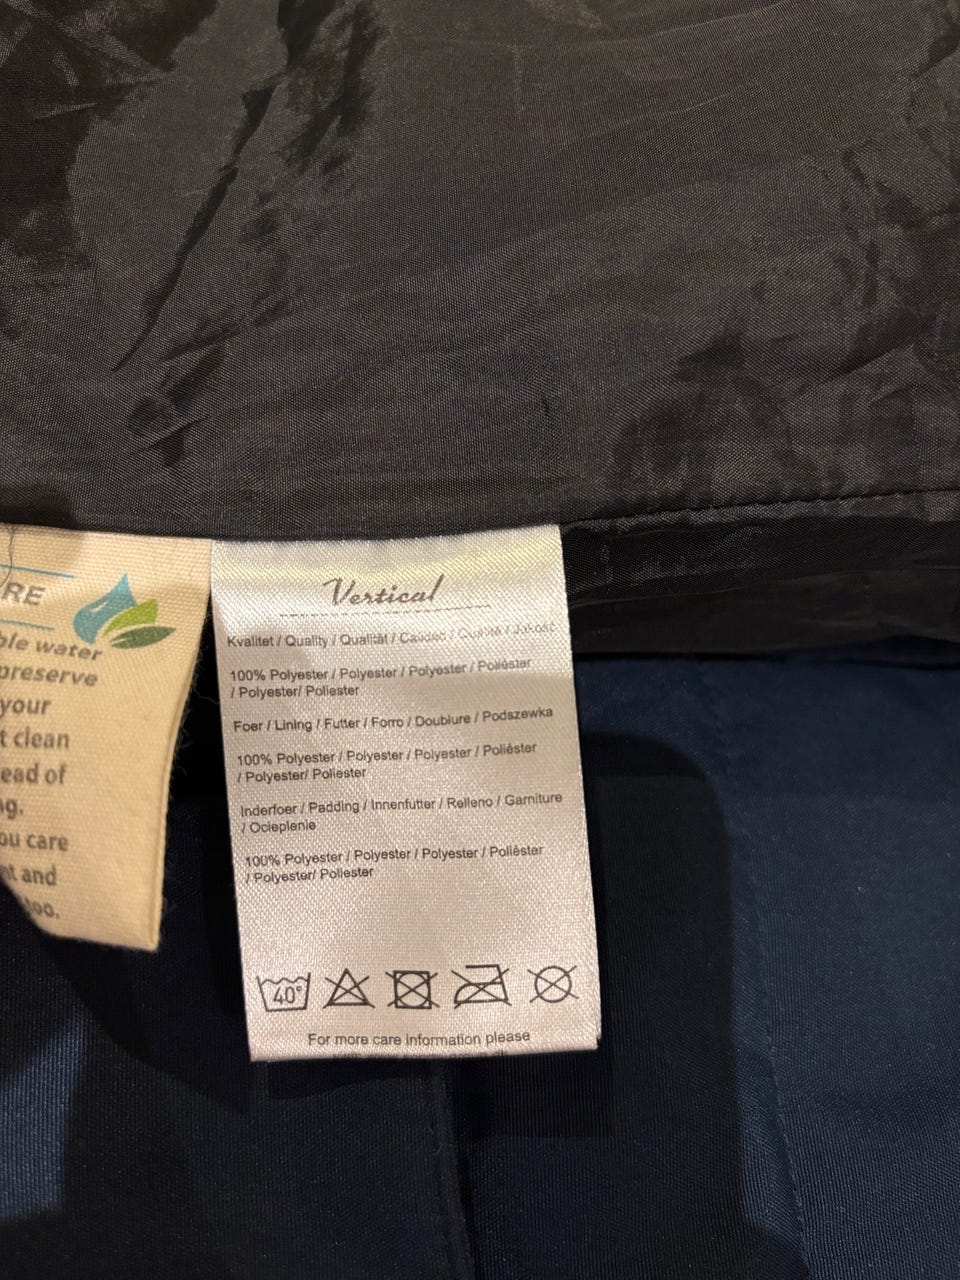 RE
ble water
preserve
your
t clean
ead of
ng.
ou care
nt and
too.
Vertical
Kvalitet / Quality / Qualität / Calidad / Qualité / Jakość
100% Polyester / Polyester / Polyester / Poliéster
/ Polyester/ Poliester
Foer / Lining / Futter / Forro / Doublure / Podszewka
100% Polyester / Polyester / Polyester / Poliéster
/ Polyester/ Poliester
Inderfoer / Padding / Innenfutter / Relleno / Garniture
/ Ocieplenie
100% Polyester / Polyester / Polyester / Poliéster
/ Polyester/ Poliester
40°
For more care information please